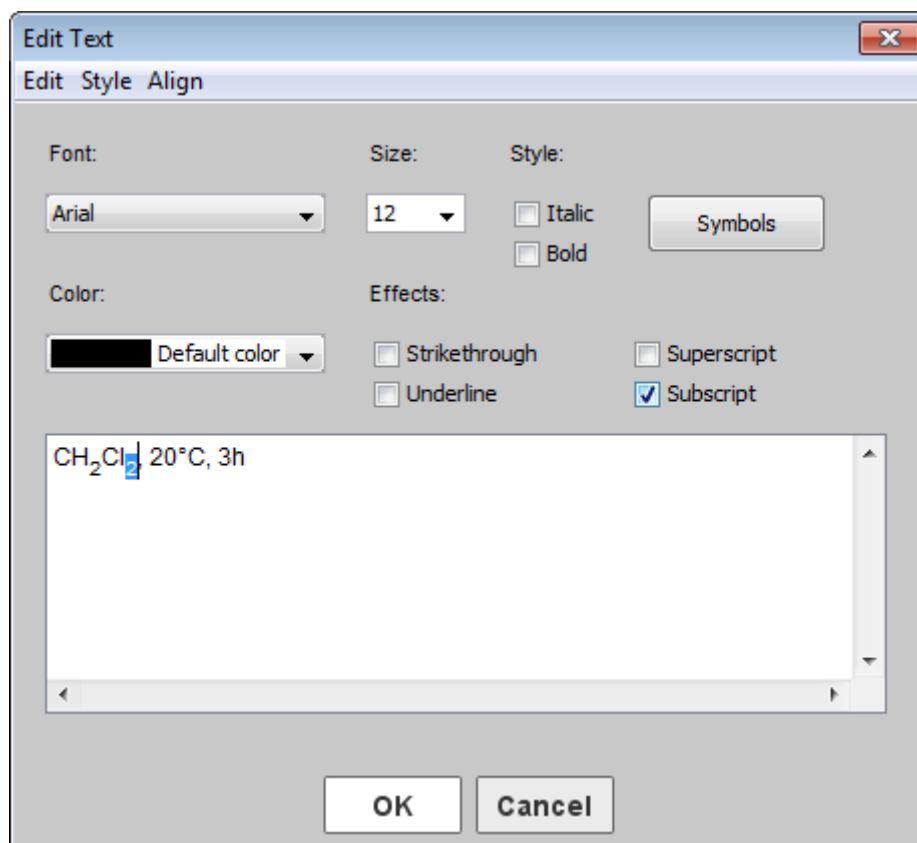 Edit Text
Edit Style Align
Font: Size: Style:
Arial 12 Italic Symbols
Bold
Color: Effects:
Default color Strikethrough Superscript
Underline Subscript
CH₂Cl₂, 20°C, 3h
OK Cancel